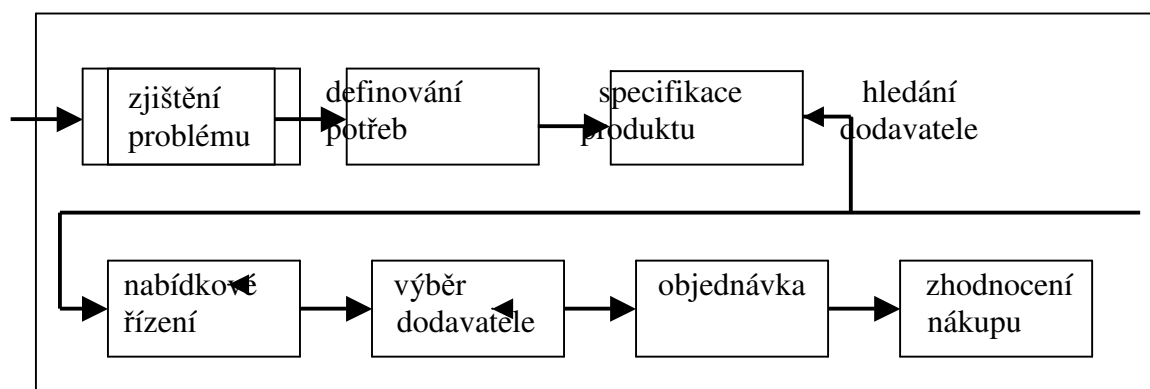 zjištění
problému
definování
potřeb
specifikace
produktu
hledání
dodavatele
nabídkové
řízení
výběr
dodavatele
objednávka
zhodnocení
nákupu